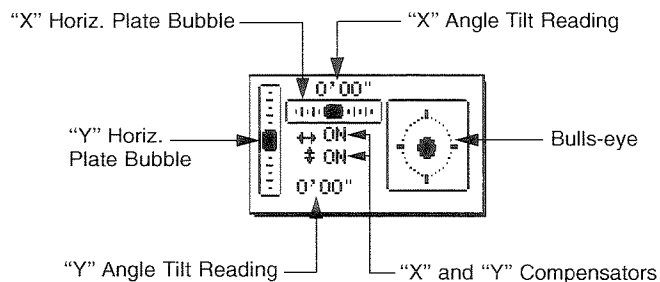 "X" Horiz. Plate Bubble
"X" Angle Tilt Reading
0'00"
"Y" Horiz.
Plate Bubble
ON
ON
Bulls-eye
0'00"
"Y" Angle Tilt Reading
"X" and "Y" Compensators